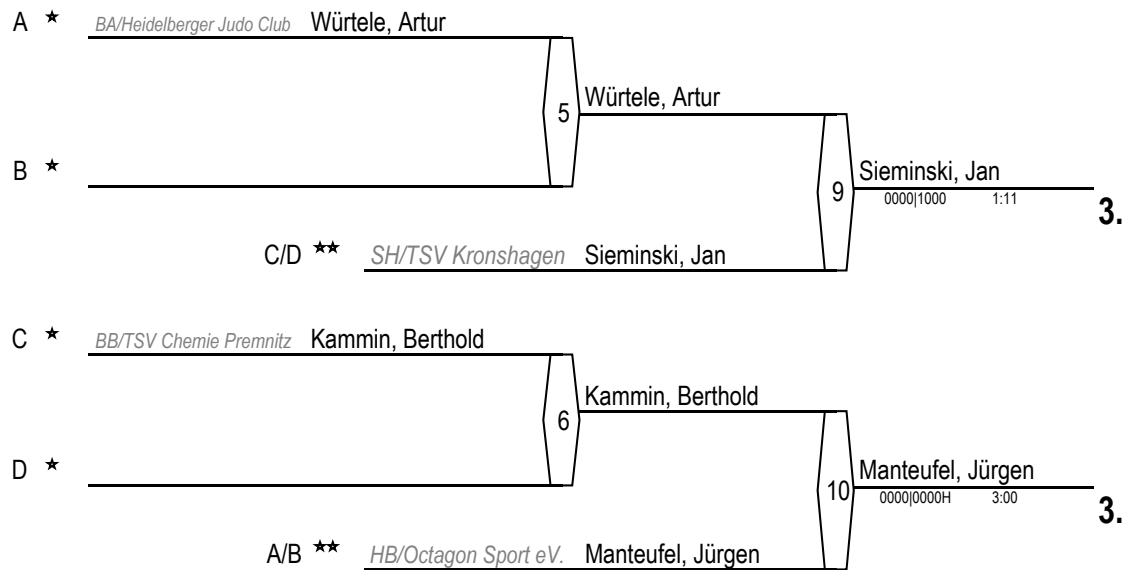 A ★ BA/Heidelberger Judo Club Würtele, Artur
5 Würtele, Artur
B ★
9 Sieminski, Jan
0000|1000 1:11
3.
C/D ★★ SH/TSV Kronshagen Sieminski, Jan
C ★ BB/TSV Chemie Premnitz Kammin, Berthold
6 Kammin, Berthold
D ★
10 Manteufel, Jürgen
0000|0000H 3:00
3.
A/B ★★ HB/Octagon Sport eV. Manteufel, Jürgen